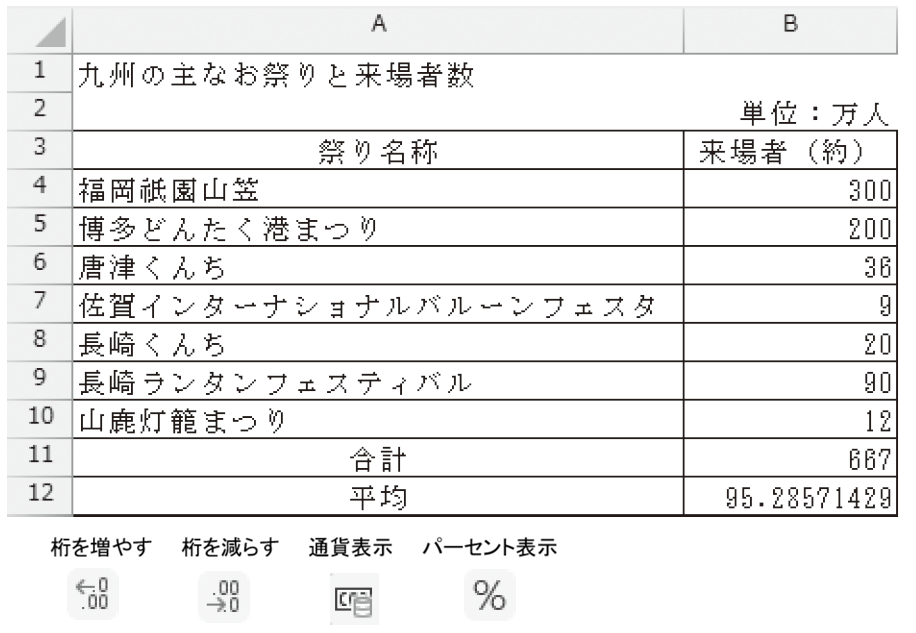 A B
1 九州の主なお祭りと来場者数
2 単位：万人
3 祭り名称 来場者（約）
4 福岡祇園山笠 300
5 博多どんたく港まつり 200
6 唐津くんち 36
7 佐賀インターナショナルバルーンフェスタ 9
8 長崎くんち 20
9 長崎ランタンフェスティバル 90
10 山鹿灯籠まつり 12
11 合計 667
12 平均 95.28571429
桁を増やす 桁を減らす 通貨表示 パーセント表示
←.0 .00 %
.00 →.0